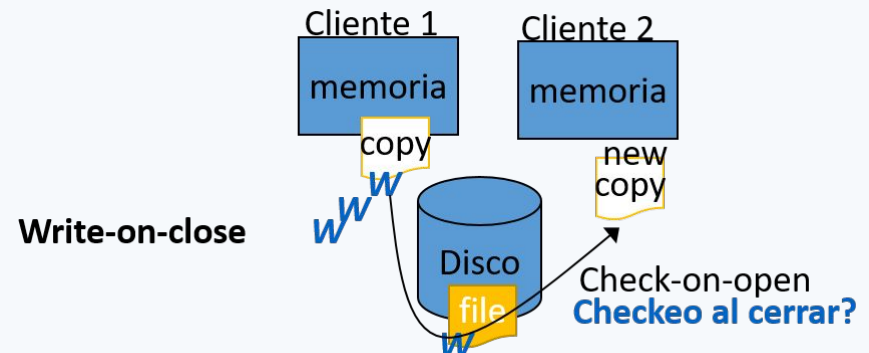 Cliente 1
Cliente 2
memoria
memoria
copy
new
copy
W
W
W
Write-on-close
Disco
file
W
Check-on-open
Checkeo al cerrar?